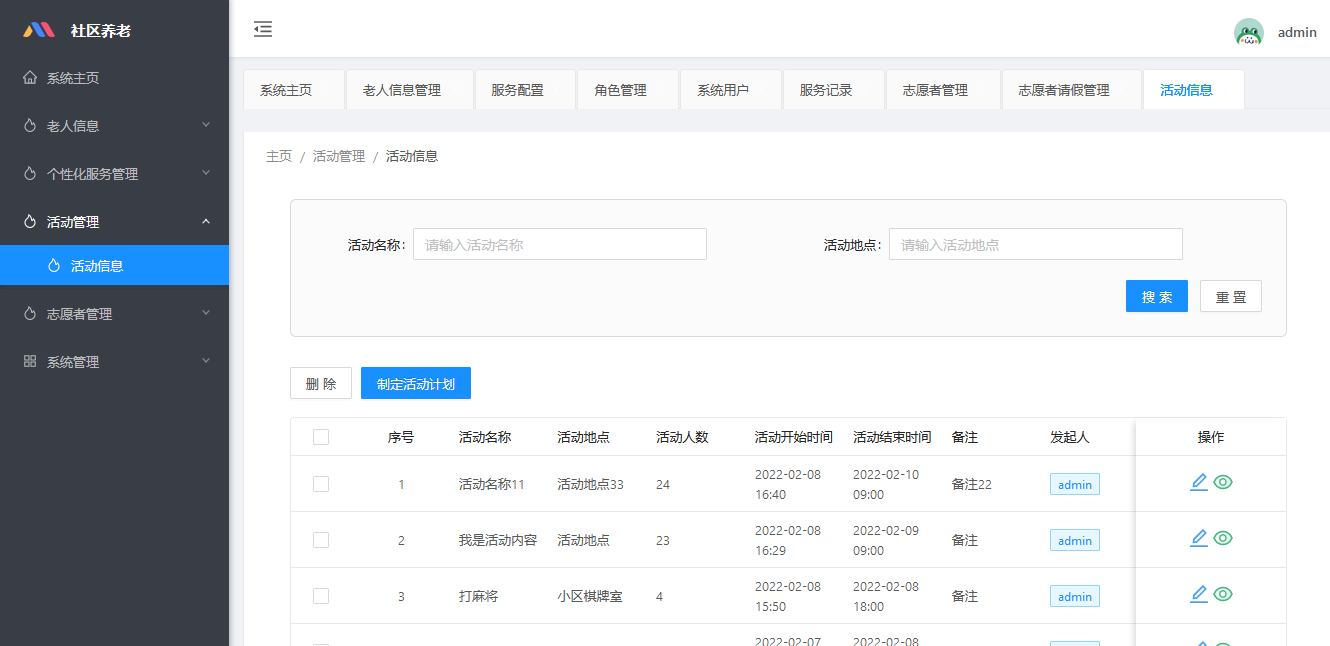 社区养老
admin
系统主页
老人信息
个性化服务管理
活动管理
活动信息
志愿者管理
系统管理
系统主页 老人信息管理 服务配置 角色管理 系统用户 服务记录 志愿者管理 志愿者请假管理 活动信息
主页 / 活动管理 / 活动信息
活动名称: 请输入活动名称 活动地点: 请输入活动地点
搜 索 重 置
删 除 制定活动计划
序号 活动名称 活动地点 活动人数 活动开始时间 活动结束时间 备注 发起人 操作
1 活动名称11 活动地点33 24 2022-02-08 16:40 2022-02-10 09:00 备注22 admin
2 我是活动内容 活动地点 23 2022-02-08 16:29 2022-02-09 09:00 备注 admin
3 打麻将 小区棋牌室 4 2022-02-08 15:50 2022-02-08 18:00 备注 admin
2022-02-07 2022-02-08